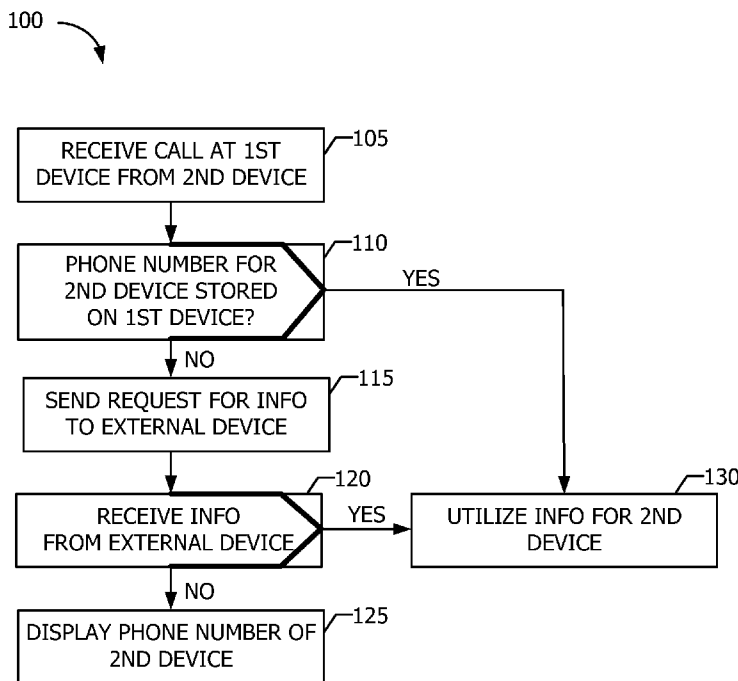 100
105
RECEIVE CALL AT 1ST
DEVICE FROM 2ND DEVICE
110
PHONE NUMBER FOR
2ND DEVICE STORED
ON 1ST DEVICE?
YES
NO
115
SEND REQUEST FOR INFO
TO EXTERNAL DEVICE
120
RECEIVE INFO
FROM EXTERNAL DEVICE
YES
130
UTILIZE INFO FOR 2ND
DEVICE
NO
125
DISPLAY PHONE NUMBER OF
2ND DEVICE